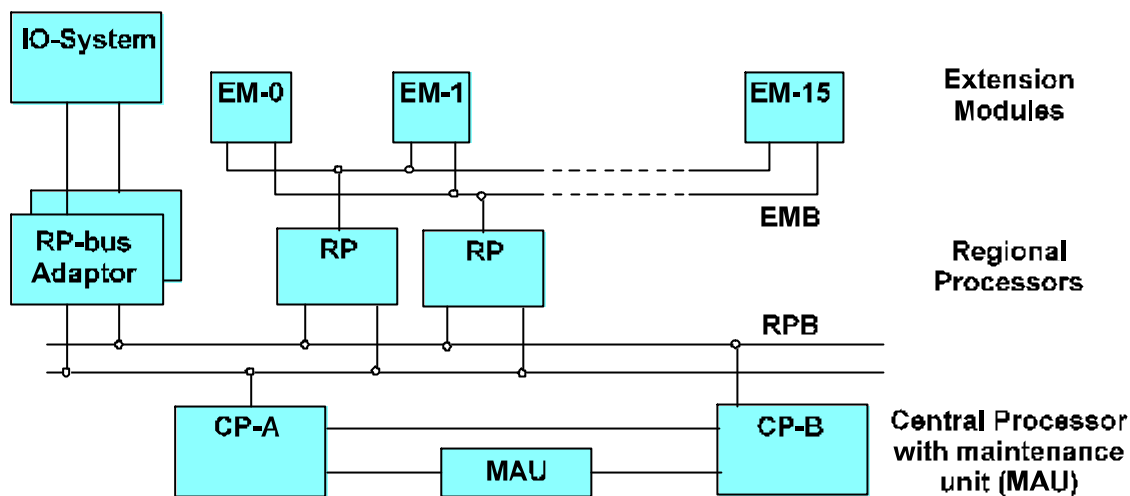 IO-System
EM-0
EM-1
EM-15
Extension
Modules
EMB
RP-bus
Adaptor
RP
RP
Regional
Processors
RPB
CP-A
CP-B
MAU
Central Processor
with maintenance
unit (MAU)